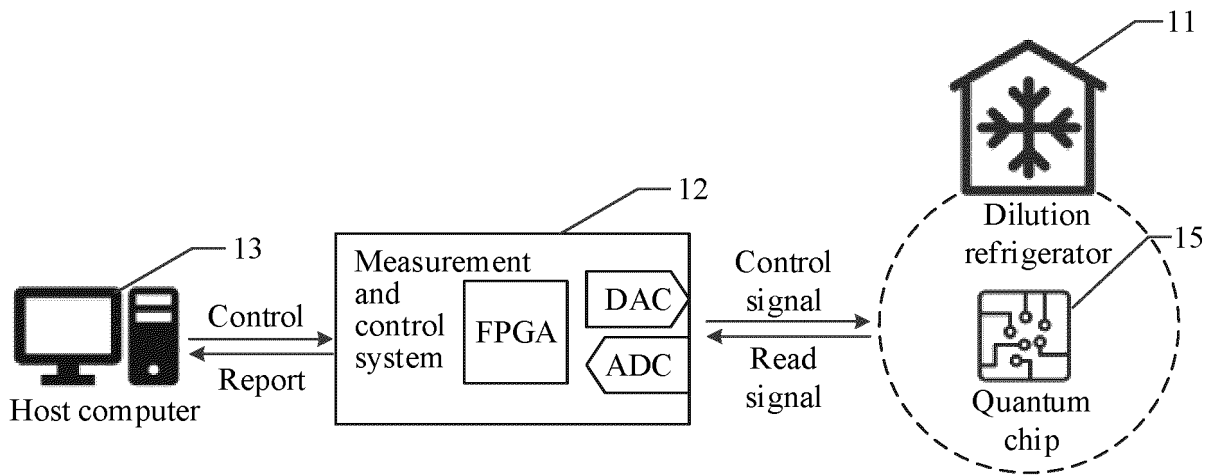 11
Dilution
refrigerator
15
Quantum
chip
12
Measurement
and
control
system
FPGA
DAC
ADC
Control
signal
Read
signal
13
Control
Report
Host computer